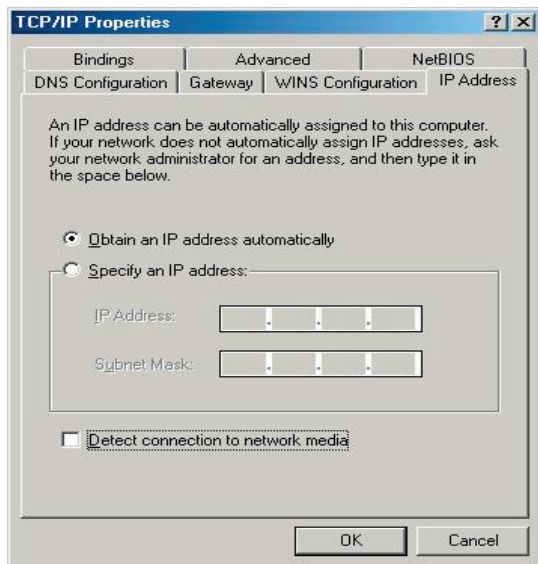 TCP/IP Properties
Bindings Advanced NetBIOS
DNS Configuration Gateway WINS Configuration IP Address
An IP address can be automatically assigned to this computer.
If your network does not automatically assign IP addresses, ask
your network administrator for an address, and then type it in
the space below.
Obtain an IP address automatically
Specify an IP address:
IP Address:
Subnet Mask:
Detect connection to network media
OK Cancel